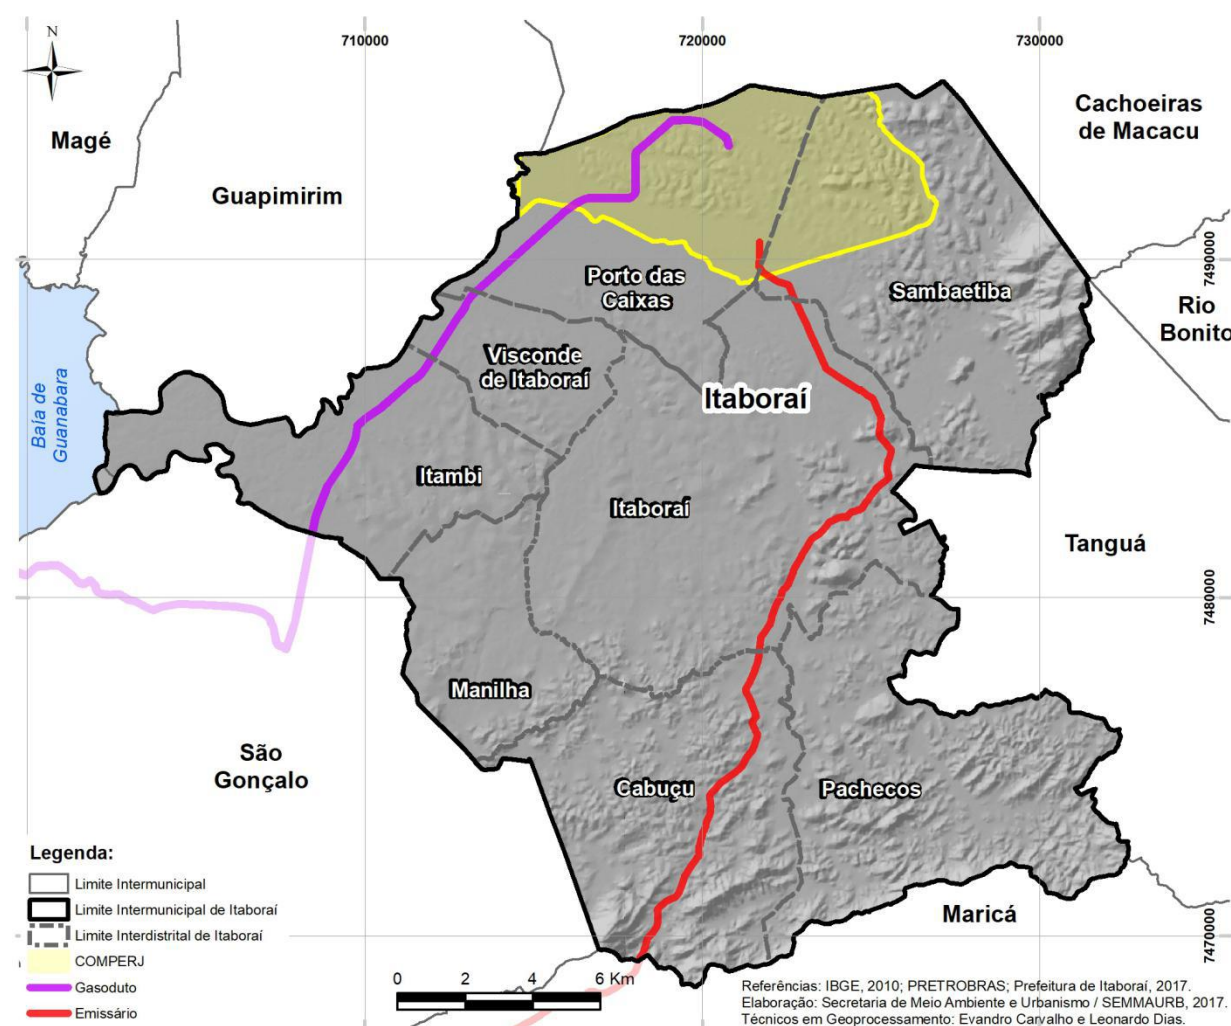 N
710000
720000
730000
Magé
Cachoeiras
de Macacu
Guapimirim
7490000
Porto das
Caixas
Sambaetiba
Rio
Bonito
Visconde
de Itaboraí
Itaboraí
Baía de
Guanabara
Itambi
Itaboraí
Tanguá
7480000
Manilha
São
Gonçalo
Cabuçu
Pachecos
Maricá
7470000
Legenda:
Limite Intermunicipal
Limite Intermunicipal de Itaboraí
Limite Interdistrital de Itaboraí
COMPERJ
Gasoduto
Emissário
0 2 4 6 Km
Referências: IBGE, 2010; PRETROBRAS; Prefeitura de Itaboraí, 2017.
Elaboração: Secretaria de Meio Ambiente e Urbanismo / SEMMAURB, 2017.
Técnicos em Geoprocessamento: Evandro Carvalho e Leonardo Dias.